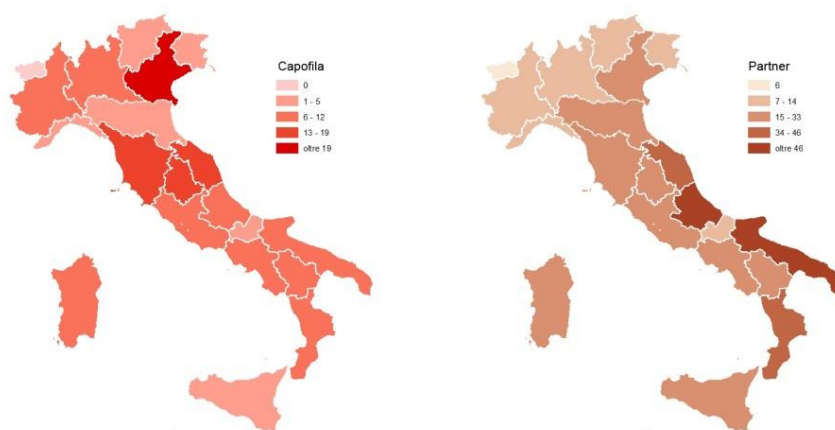 Capofila
0
1 - 5
6 - 12
13 - 19
oltre 19
Partner
6
7 - 14
15 - 33
34 - 46
oltre 46